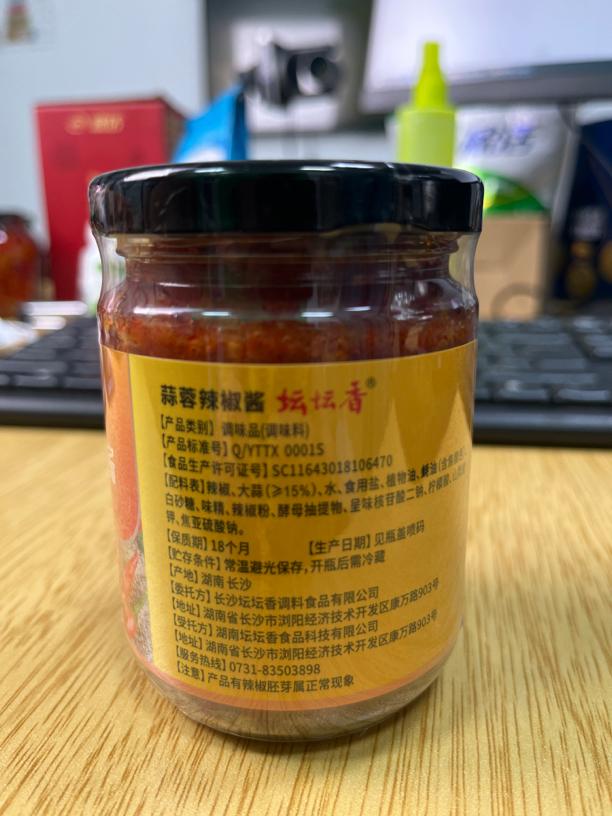 蒜蓉辣椒酱 坛坛香®
【产品类别】调味品(调味料)
【产品标准号】Q/YTTX 0001S
【食品生产许可证号】SC11643018106470
【配料表】辣椒、大蒜(≥15%)、水、食用盐、植物油、蚝油(含焦糖色)、
白砂糖、味精、辣椒粉、酵母抽提物、呈味核苷酸二钠、柠檬酸、山梨酸
钾、焦亚硫酸钠。
【保质期】18个月 【生产日期】见瓶盖喷码
【贮存条件】常温避光保存,开瓶后需冷藏
【产地】湖南 长沙
【委托方】长沙坛坛香调料食品有限公司
【地址】湖南省长沙市浏阳经济技术开发区康万路903号
【受托方】湖南坛坛香食品科技有限公司
【地址】湖南省长沙市浏阳经济技术开发区康万路903号
【服务热线】0731-83503898
【注意】产品有辣椒胚芽属正常现象